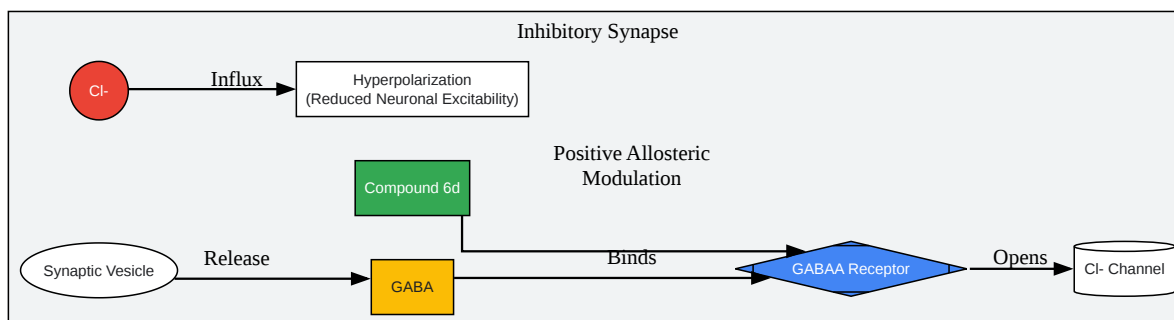 Inhibitory Synapse
Cl-
Influx
Hyperpolarization
(Reduced Neuronal Excitability)
Positive Allosteric
Modulation
Compound 6d
Synaptic Vesicle
Release
GABA
Binds
GABAA Receptor
Opens
Cl- Channel